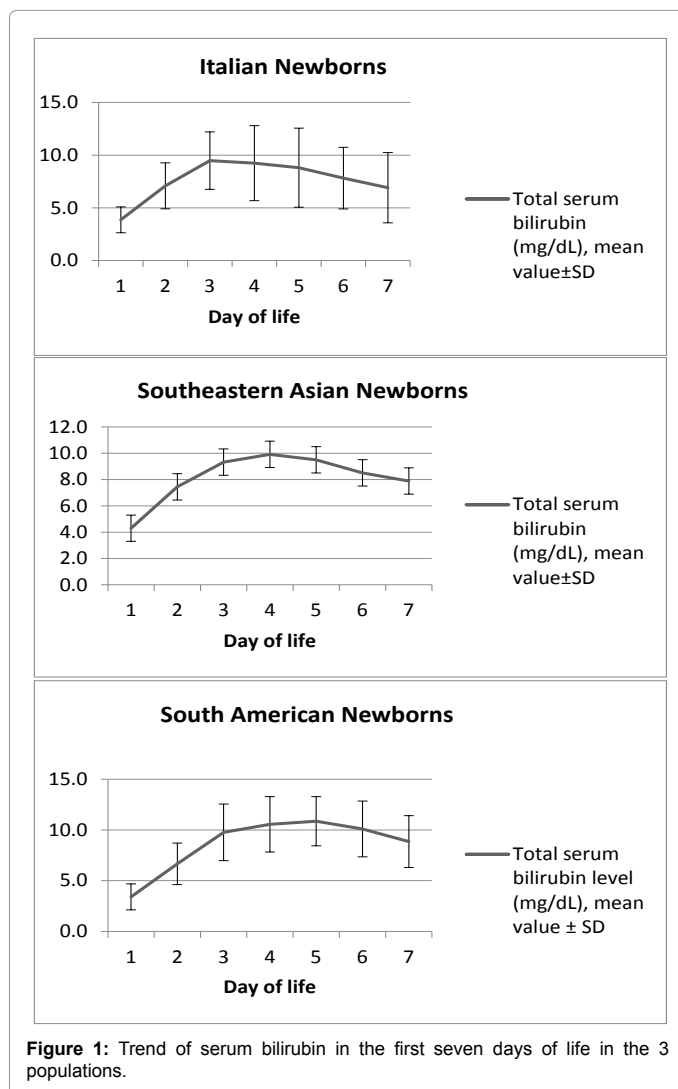 Italian Newborns
15.0
10.0
5.0
0.0
1 2 3 4 5 6 7
Day of life
Total serum
bilirubin
(mg/dL), mean
value±SD
Southeastern Asian Newborns
12.0
10.0
8.0
6.0
4.0
2.0
0.0
1 2 3 4 5 6 7
Day of life
Total serum
bilirubin
(mg/dL), mean
value±SD
South American Newborns
15.0
10.0
5.0
0.0
1 2 3 4 5 6 7
Day of life
Total serum
bilirubin level
(mg/dL), mean
value ± SD
Figure 1: Trend of serum bilirubin in the first seven days of life in the 3
populations.